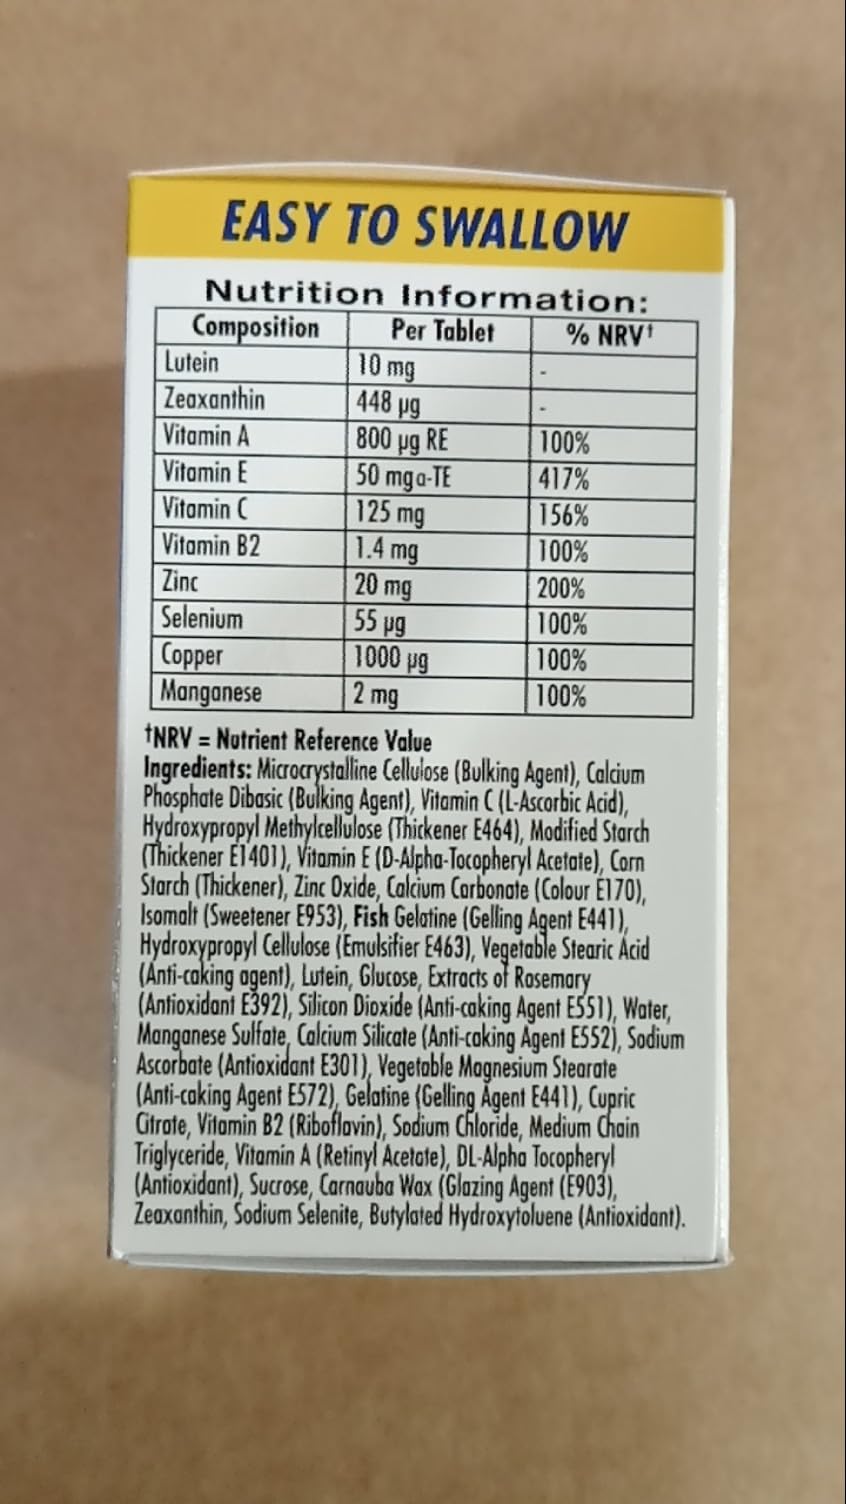 EASY TO SWALLOW
Nutrition Information:
Composition Per Tablet % NRV†
Lutein 10 mg -
Zeaxanthin 448 µg -
Vitamin A 800 µg RE 100%
Vitamin E 50 mg α-TE 417%
Vitamin C 125 mg 156%
Vitamin B2 1.4 mg 100%
Zinc 20 mg 200%
Selenium 55 µg 100%
Copper 1000 µg 100%
Manganese 2 mg 100%
†NRV = Nutrient Reference Value
Ingredients: Microcrystalline Cellulose (Bulking Agent), Calcium
Phosphate Dibasic (Bulking Agent), Vitamin C (L-Ascorbic Acid),
Hydroxypropyl Methylcellulose (Thickener E464), Modified Starch
(Thickener E1401), Vitamin E (D-Alpha-Tocopheryl Acetate), Corn
Starch (Thickener), Zinc Oxide, Calcium Carbonate (Colour E170),
Isomalt (Sweetener E953), Fish Gelatine (Gelling Agent E441),
Hydroxypropyl Cellulose (Emulsifier E463), Vegetable Stearic Acid
(Anti-caking agent), Lutein, Glucose, Extracts of Rosemary
(Antioxidant E392), Silicon Dioxide (Anti-caking Agent E551), Water,
Manganese Sulfate, Calcium Silicate (Anti-caking Agent E552), Sodium
Ascorbate (Antioxidant E301), Vegetable Magnesium Stearate
(Anti-caking Agent E572), Gelatine (Gelling Agent E441), Cupric
Citrate, Vitamin B2 (Riboflavin), Sodium Chloride, Medium Chain
Triglyceride, Vitamin A (Retinyl Acetate), DL-Alpha Tocopheryl
(Antioxidant), Sucrose, Carnauba Wax (Glazing Agent (E903),
Zeaxanthin, Sodium Selenite, Butylated Hydroxytoluene (Antioxidant).